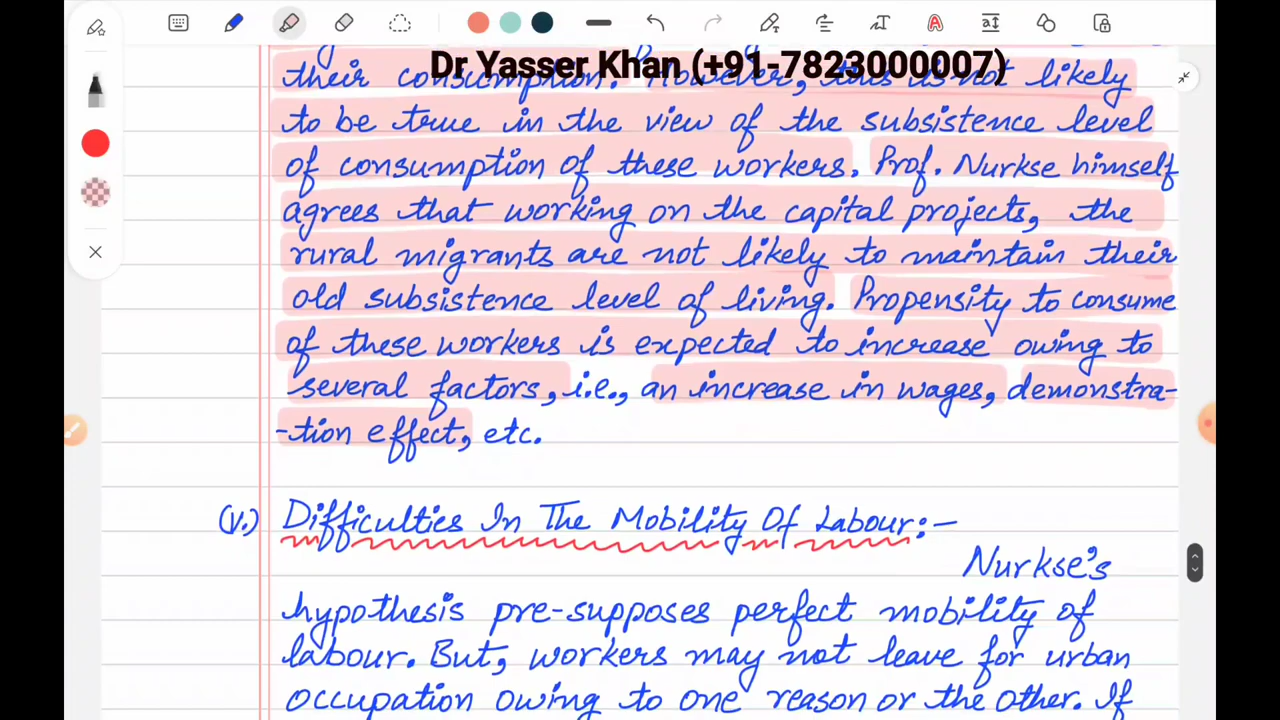 Dr Yasser Khan (+91-7823000007)
their consumption. However, this is not likely
to be true in the view of the subsistence level
of consumption of these workers. Prof. Nurkse himself
agrees that working on the capital projects, the
rural migrants are not likely to maintain their
old subsistence level of living. Propensity to consume
of these workers is expected to increase owing to
several factors, i.e., an increase in wages, demonstra-
-tion effect, etc.
(V.) Difficulties In The Mobility Of Labour:-
Nurkse's
hypothesis pre-supposes perfect mobility of
labour. But, workers may not leave for urban
occupation owing to one reason or the other. If